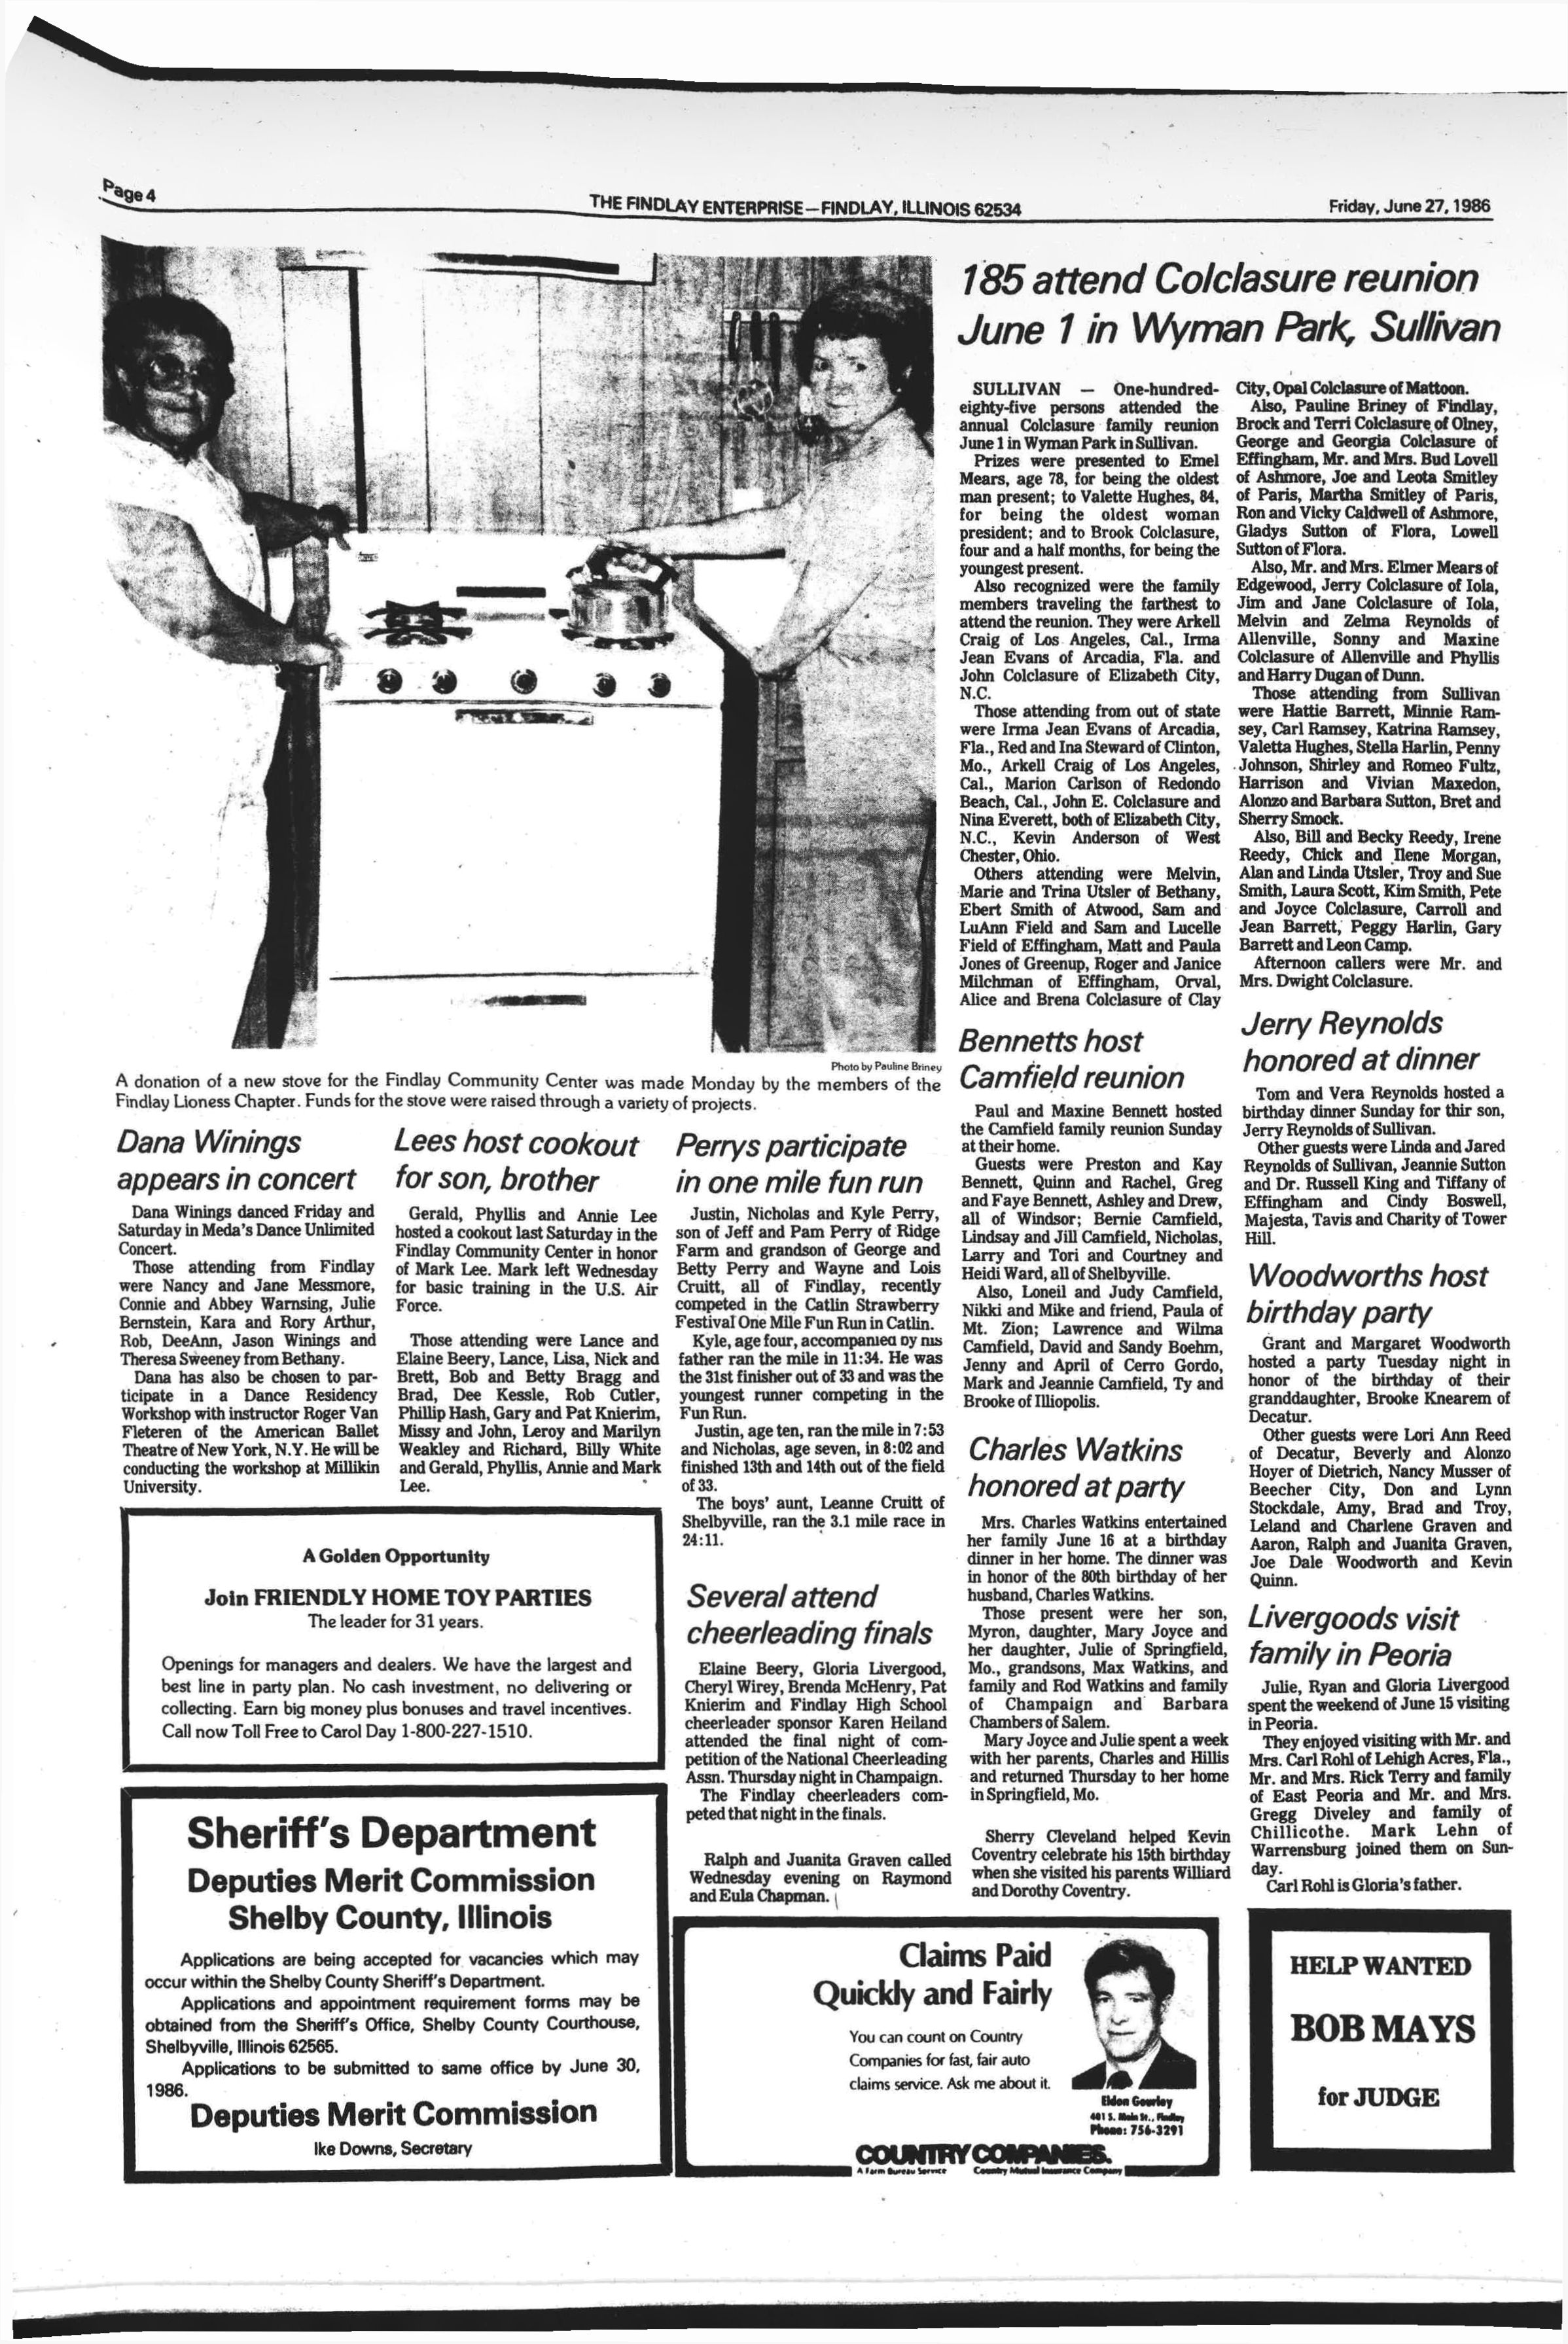 Page 4
THE FINDLAY ENTERPRISE—FINDLAY, ILLINOIS 62534
Friday, June 27, 1986
Photo by Pauline Briney
A donation of a new stove for the Findlay Community Center was made Monday by the members of the
Findlay Lioness Chapter. Funds for the stove were raised through a variety of projects.
185 attend Colclasure reunion
June 1 in Wyman Park, Sullivan
SULLIVAN — One-hundred-
eighty-five persons attended the
annual Colclasure family reunion
June 1 in Wyman Park in Sullivan.
Prizes were presented to Emel
Mears, age 78, for being the oldest
man present; to Valette Hughes, 84,
for being the oldest woman
president; and to Brook Colclasure,
four and a half months, for being the
youngest present.
Also recognized were the family
members traveling the farthest to
attend the reunion. They were Arkell
Craig of Los Angeles, Cal., Irma
Jean Evans of Arcadia, Fla. and
John Colclasure of Elizabeth City,
N.C.
Those attending from out of state
were Irma Jean Evans of Arcadia,
Fla., Red and Ina Steward of Clinton,
Mo., Arkell Craig of Los Angeles,
Cal., Marion Carlson of Redondo
Beach, Cal., John E. Colclasure and
Nina Everett, both of Elizabeth City,
N.C., Kevin Anderson of West
Chester, Ohio.
Others attending were Melvin,
Marie and Trina Utsler of Bethany,
Ebert Smith of Atwood, Sam and
LuAnn Field and Sam and Lucelle
Field of Effingham, Matt and Paula
Jones of Greenup, Roger and Janice
Milchman of Effingham, Orval,
Alice and Brena Colclasure of Clay
City, Opal Colclasure of Mattoon.
Also, Pauline Briney of Findlay,
Brock and Terri Colclasure of Olney,
George and Georgia Colclasure of
Effingham, Mr. and Mrs. Bud Lovell
of Ashmore, Joe and Leota Smitley
of Paris, Martha Smitley of Paris,
Ron and Vicky Caldwell of Ashmore,
Gladys Sutton of Flora, Lowell
Sutton of Flora.
Also, Mr. and Mrs. Elmer Mears of
Edgewood, Jerry Colclasure of Iola,
Jim and Jane Colclasure of Iola,
Melvin and Zelma Reynolds of
Allenville, Sonny and Maxine
Colclasure of Allenville and Phyllis
and Harry Dugan of Dunn.
Those attending from Sullivan
were Hattie Barrett, Minnie Ram-
sey, Carl Ramsey, Katrina Ramsey,
Valetta Hughes, Stella Harlin, Penny
Johnson, Shirley and Romeo Fultz,
Harrison and Vivian Maxedon,
Alonzo and Barbara Sutton, Bret and
Sherry Smock.
Also, Bill and Becky Reedy, Irene
Reedy, Chick and Ilene Morgan,
Alan and Linda Utsler, Troy and Sue
Smith, Laura Scott, Kim Smith, Pete
and Joyce Colclasure, Carroll and
Jean Barrett, Peggy Harlin, Gary
Barrett and Leon Camp.
Afternoon callers were Mr. and
Mrs. Dwight Colclasure.
Dana Winings
appears in concert
Dana Winings danced Friday and
Saturday in Meda's Dance Unlimited
Concert.
Those attending from Findlay
were Nancy and Jane Messmore,
Connie and Abbey Warnsing, Julie
Bernstein, Kara and Rory Arthur,
Rob, DeeAnn, Jason Winings and
Theresa Sweeney from Bethany.
Dana has also be chosen to par-
ticipate in a Dance Residency
Workshop with instructor Roger Van
Fleteren of the American Ballet
Theatre of New York, N.Y. He will be
conducting the workshop at Millikin
University.
Lees host cookout
for son, brother
Gerald, Phyllis and Annie Lee
hosted a cookout last Saturday in the
Findlay Community Center in honor
of Mark Lee. Mark left Wednesday
for basic training in the U.S. Air
Force.
Those attending were Lance and
Elaine Beery, Lance, Lisa, Nick and
Brett, Bob and Betty Bragg and
Brad, Dee Kessle, Rob Cutler,
Phillip Hash, Gary and Pat Knierim,
Missy and John, Leroy and Marilyn
Weakley and Richard, Billy White
and Gerald, Phyllis, Annie and Mark
Lee.
Perrys participate
in one mile fun run
Justin, Nicholas and Kyle Perry,
son of Jeff and Pam Perry of Ridge
Farm and grandson of George and
Betty Perry and Wayne and Lois
Cruitt, all of Findlay, recently
competed in the Catlin Strawberry
Festival One Mile Fun Run in Catlin.
Kyle, age four, accompanied by his
father ran the mile in 11:34. He was
the 31st finisher out of 33 and was the
youngest runner competing in the
Fun Run.
Justin, age ten, ran the mile in 7:53
and Nicholas, age seven, in 8:02 and
finished 13th and 14th out of the field
of 33.
The boys' aunt, Leanne Cruitt of
Shelbyville, ran the 3.1 mile race in
24:11.
Several attend
cheerleading finals
Elaine Beery, Gloria Livergood,
Cheryl Wirey, Brenda McHenry, Pat
Knierim and Findlay High School
cheerleader sponsor Karen Heiland
attended the final night of com-
petition of the National Cheerleading
Assn. Thursday night in Champaign.
The Findlay cheerleaders com-
peted that night in the finals.
Ralph and Juanita Graven called
Wednesday evening on Raymond
and Eula Chapman.
Bennetts host
Camfield reunion
Paul and Maxine Bennett hosted
the Camfield family reunion Sunday
at their home.
Guests were Preston and Kay
Bennett, Quinn and Rachel, Greg
and Faye Bennett, Ashley and Drew,
all of Windsor; Bernie Camfield,
Lindsay and Jill Camfield, Nicholas,
Larry and Tori and Courtney and
Heidi Ward, all of Shelbyville.
Also, Loneil and Judy Camfield,
Nikki and Mike and friend, Paula of
Mt. Zion; Lawrence and Wilma
Camfield, David and Sandy Boehm,
Jenny and April of Cerro Gordo,
Mark and Jeannie Camfield, Ty and
Brooke of Illiopolis.
Charles Watkins
honored at party
Mrs. Charles Watkins entertained
her family June 16 at a birthday
dinner in her home. The dinner was
in honor of the 80th birthday of her
husband, Charles Watkins.
Those present were her son,
Myron, daughter, Mary Joyce and
her daughter, Julie of Springfield,
Mo., grandsons, Max Watkins, and
family and Rod Watkins and family
of Champaign and Barbara
Chambers of Salem.
Mary Joyce and Julie spent a week
with her parents, Charles and Hillis
and returned Thursday to her home
in Springfield, Mo.
Sherry Cleveland helped Kevin
Coventry celebrate his 15th birthday
when she visited his parents Williard
and Dorothy Coventry.
Jerry Reynolds
honored at dinner
Tom and Vera Reynolds hosted a
birthday dinner Sunday for thir son,
Jerry Reynolds of Sullivan.
Other guests were Linda and Jared
Reynolds of Sullivan, Jeannie Sutton
and Dr. Russell King and Tiffany of
Effingham and Cindy Boswell,
Majesta, Tavis and Charity of Tower
Hill.
Woodworths host
birthday party
Grant and Margaret Woodworth
hosted a party Tuesday night in
honor of the birthday of their
granddaughter, Brooke Knearem of
Decatur.
Other guests were Lori Ann Reed
of Decatur, Beverly and Alonzo
Hoyer of Dietrich, Nancy Musser of
Beecher City, Don and Lynn
Stockdale, Amy, Brad and Troy,
Leland and Charlene Graven and
Aaron, Ralph and Juanita Graven,
Joe Dale Woodworth and Kevin
Quinn.
Livergoods visit
family in Peoria
Julie, Ryan and Gloria Livergood
spent the weekend of June 15 visiting
in Peoria.
They enjoyed visiting with Mr. and
Mrs. Carl Rohl of Lehigh Acres, Fla.,
Mr. and Mrs. Rick Terry and family
of East Peoria and Mr. and Mrs.
Gregg Diveley and family of
Chillicothe. Mark Lehn of
Warrensburg joined them on Sun-
day.
Carl Rohl is Gloria's father.
A Golden Opportunity
Join FRIENDLY HOME TOY PARTIES
The leader for 31 years.
Openings for managers and dealers. We have the largest and
best line in party plan. No cash investment, no delivering or
collecting. Earn big money plus bonuses and travel incentives.
Call now Toll Free to Carol Day 1-800-227-1510.
Sheriff's Department
Deputies Merit Commission
Shelby County, Illinois
Applications are being accepted for vacancies which may
occur within the Shelby County Sheriff's Department.
Applications and appointment requirement forms may be
obtained from the Sheriff's Office, Shelby County Courthouse,
Shelbyville, Illinois 62565.
Applications to be submitted to same office by June 30,
1986.
Deputies Merit Commission
Ike Downs, Secretary
Claims Paid
Quickly and Fairly
You can count on Country
Companies for fast, fair auto
claims service. Ask me about it.
Eldon Gourley
401 S. Main St., Findlay
Phone: 756-3291
COUNTRY COMPANIES.
A Farm Bureau Service
Country Mutual Insurance Company
HELP WANTED
BOB MAYS
for JUDGE